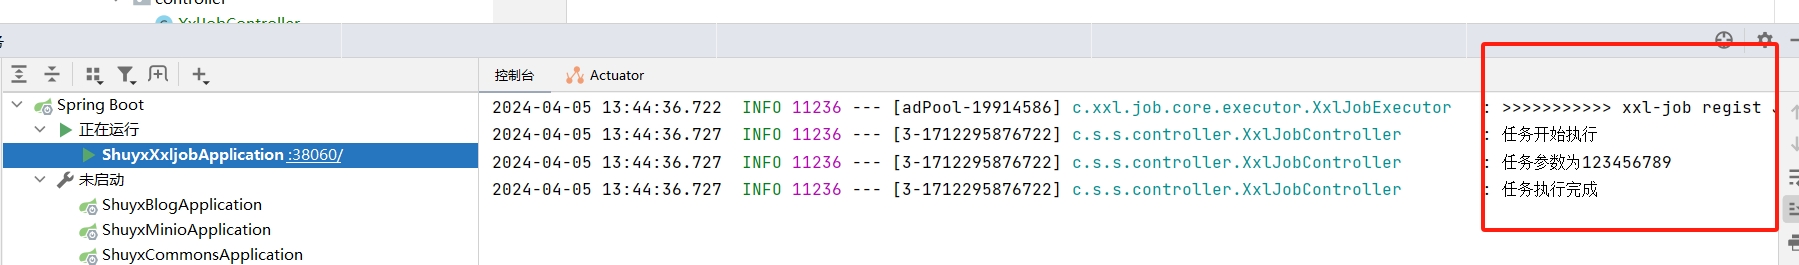 controller
XxlJobController
控制台
Actuator
Spring Boot
正在运行
ShuyxXxljobApplication :38060/
未启动
ShuyxBlogApplication
ShuyxMinioApplication
ShuyxCommonsApplication
2024-04-05 13:44:36.722  INFO 11236 --- [adPool-19914586] c.xxl.job.core.executor.XxlJobExecutor   : >>>>>>>>>>> xxl-job regist
2024-04-05 13:44:36.727  INFO 11236 --- [3-1712295876722] c.s.s.controller.XxlJobController        : 任务开始执行
2024-04-05 13:44:36.727  INFO 11236 --- [3-1712295876722] c.s.s.controller.XxlJobController        : 任务参数为123456789
2024-04-05 13:44:36.727  INFO 11236 --- [3-1712295876722] c.s.s.controller.XxlJobController        : 任务执行完成